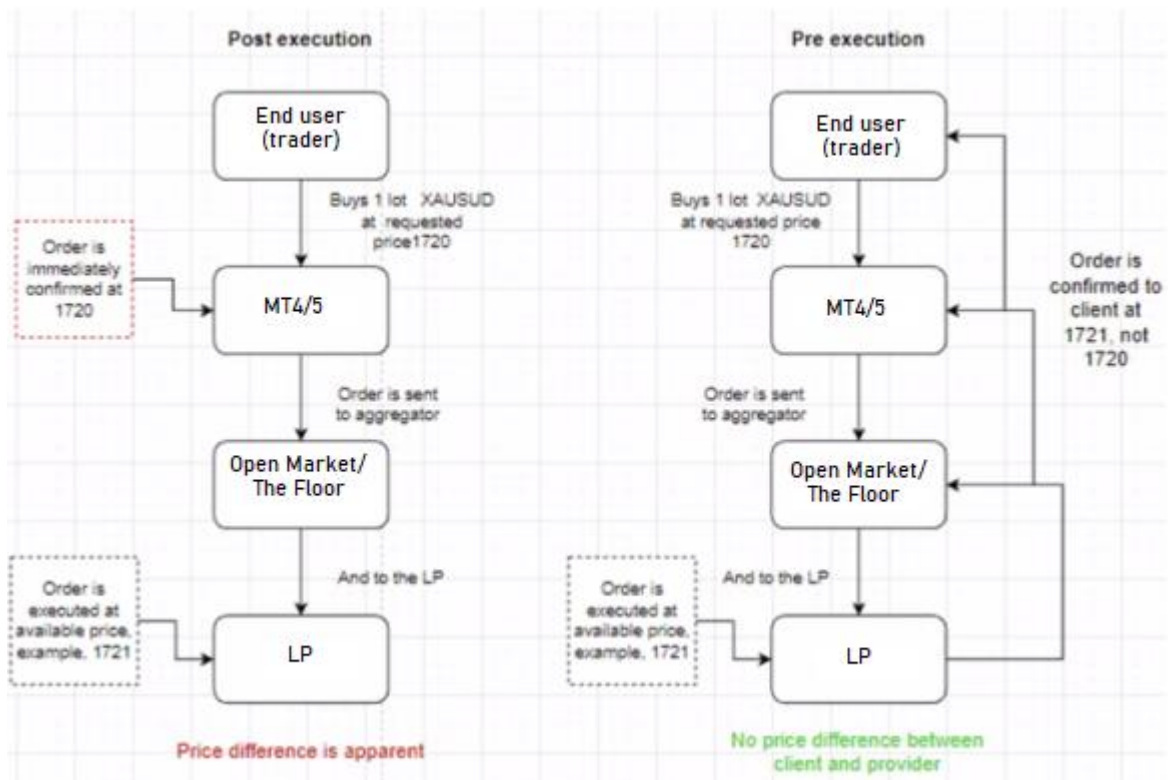 Post execution
End user
(trader)
Buys 1 lot XAUSUD
at requested
price1720
Order is
immediately
confirmed at
1720
MT4/5
Order is sent
to aggregator
Open Market/
The Floor
And to the LP
Order is
executed at
available price,
example, 1721
LP
Price difference is apparent
Pre execution
End user
(trader)
Buys 1 lot XAUSUD
at requested price
1720
MT4/5
Order is
confirmed to
client at
1721, not
1720
Order is sent
to aggregator
Open Market/
The Floor
And to the LP
Order is
executed at
available price,
example, 1721
LP
No price difference between
client and provider